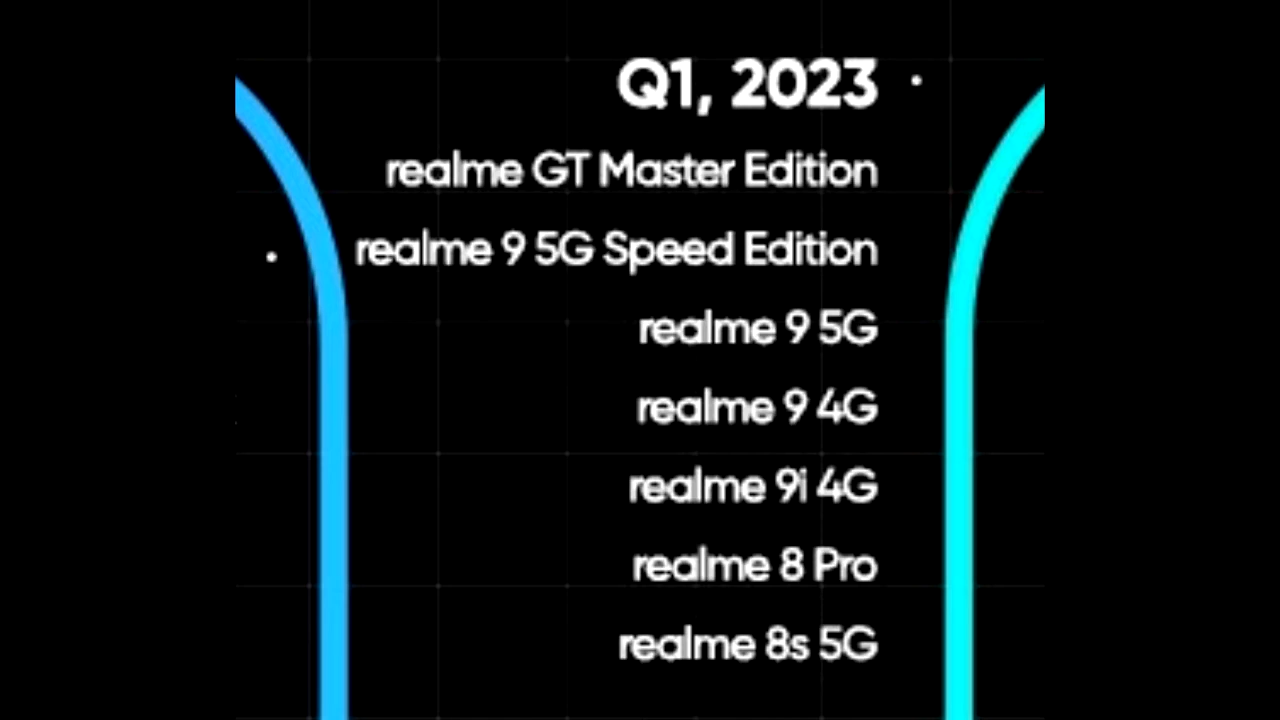 Q1, 2023
realme GT Master Edition
realme 9 5G Speed Edition
realme 9 5G
realme 9 4G
realme 9i 4G
realme 8 Pro
realme 8s 5G